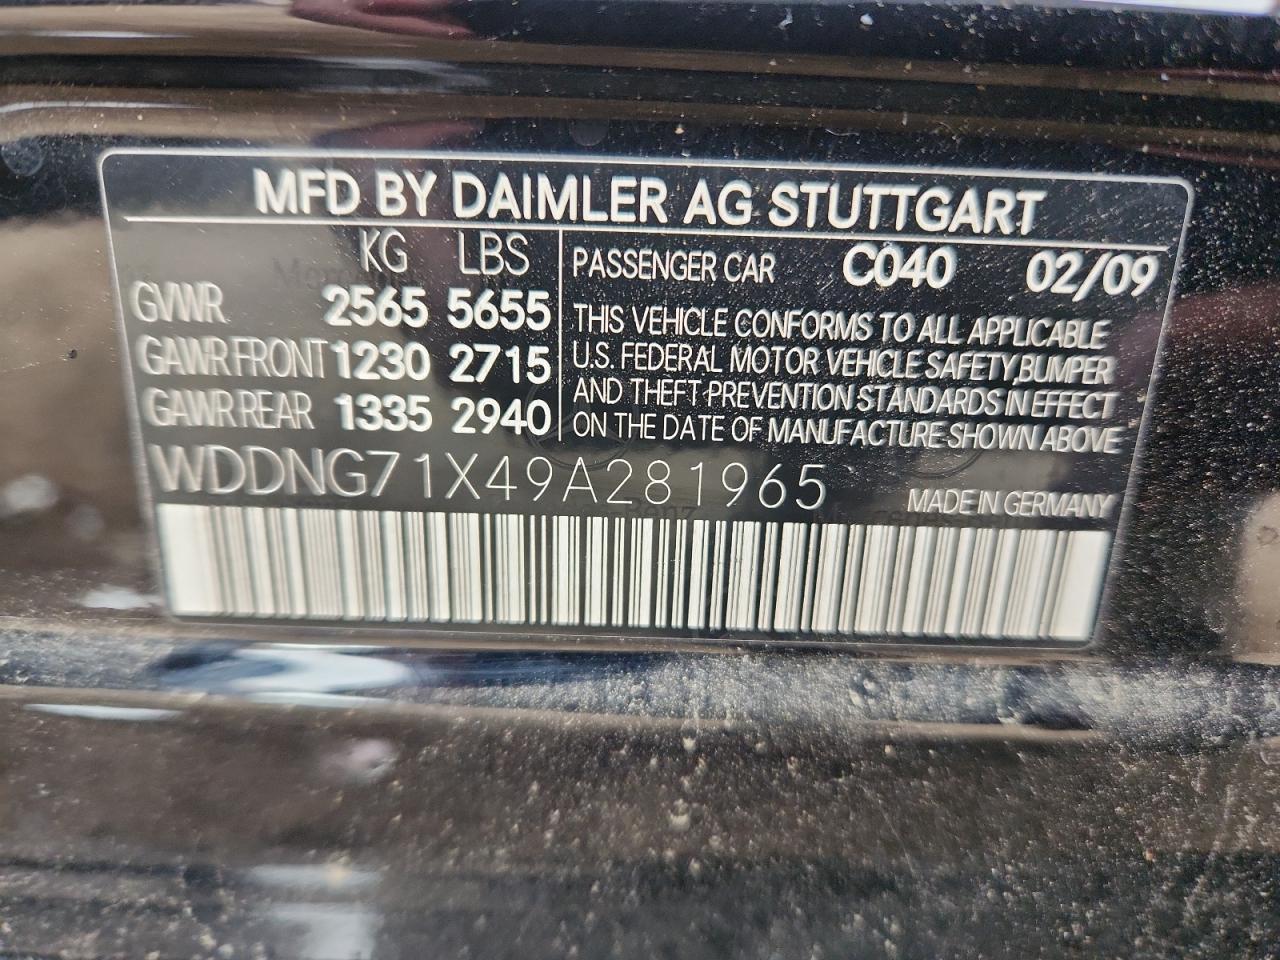 MFD BY DAIMLER AG STUTTGART
KG LBS
GVWR 2565 5655
GAWR FRONT 1230 2715
GAWR REAR 1335 2940
PASSENGER CAR C040 02/09
THIS VEHICLE CONFORMS TO ALL APPLICABLE
U.S. FEDERAL MOTOR VEHICLE SAFETY,BUMPER
AND THEFT PREVENTION STANDARDS IN EFFECT
ON THE DATE OF MANUFACTURE SHOWN ABOVE
WDDNG71X49A281965
MADE IN GERMANY